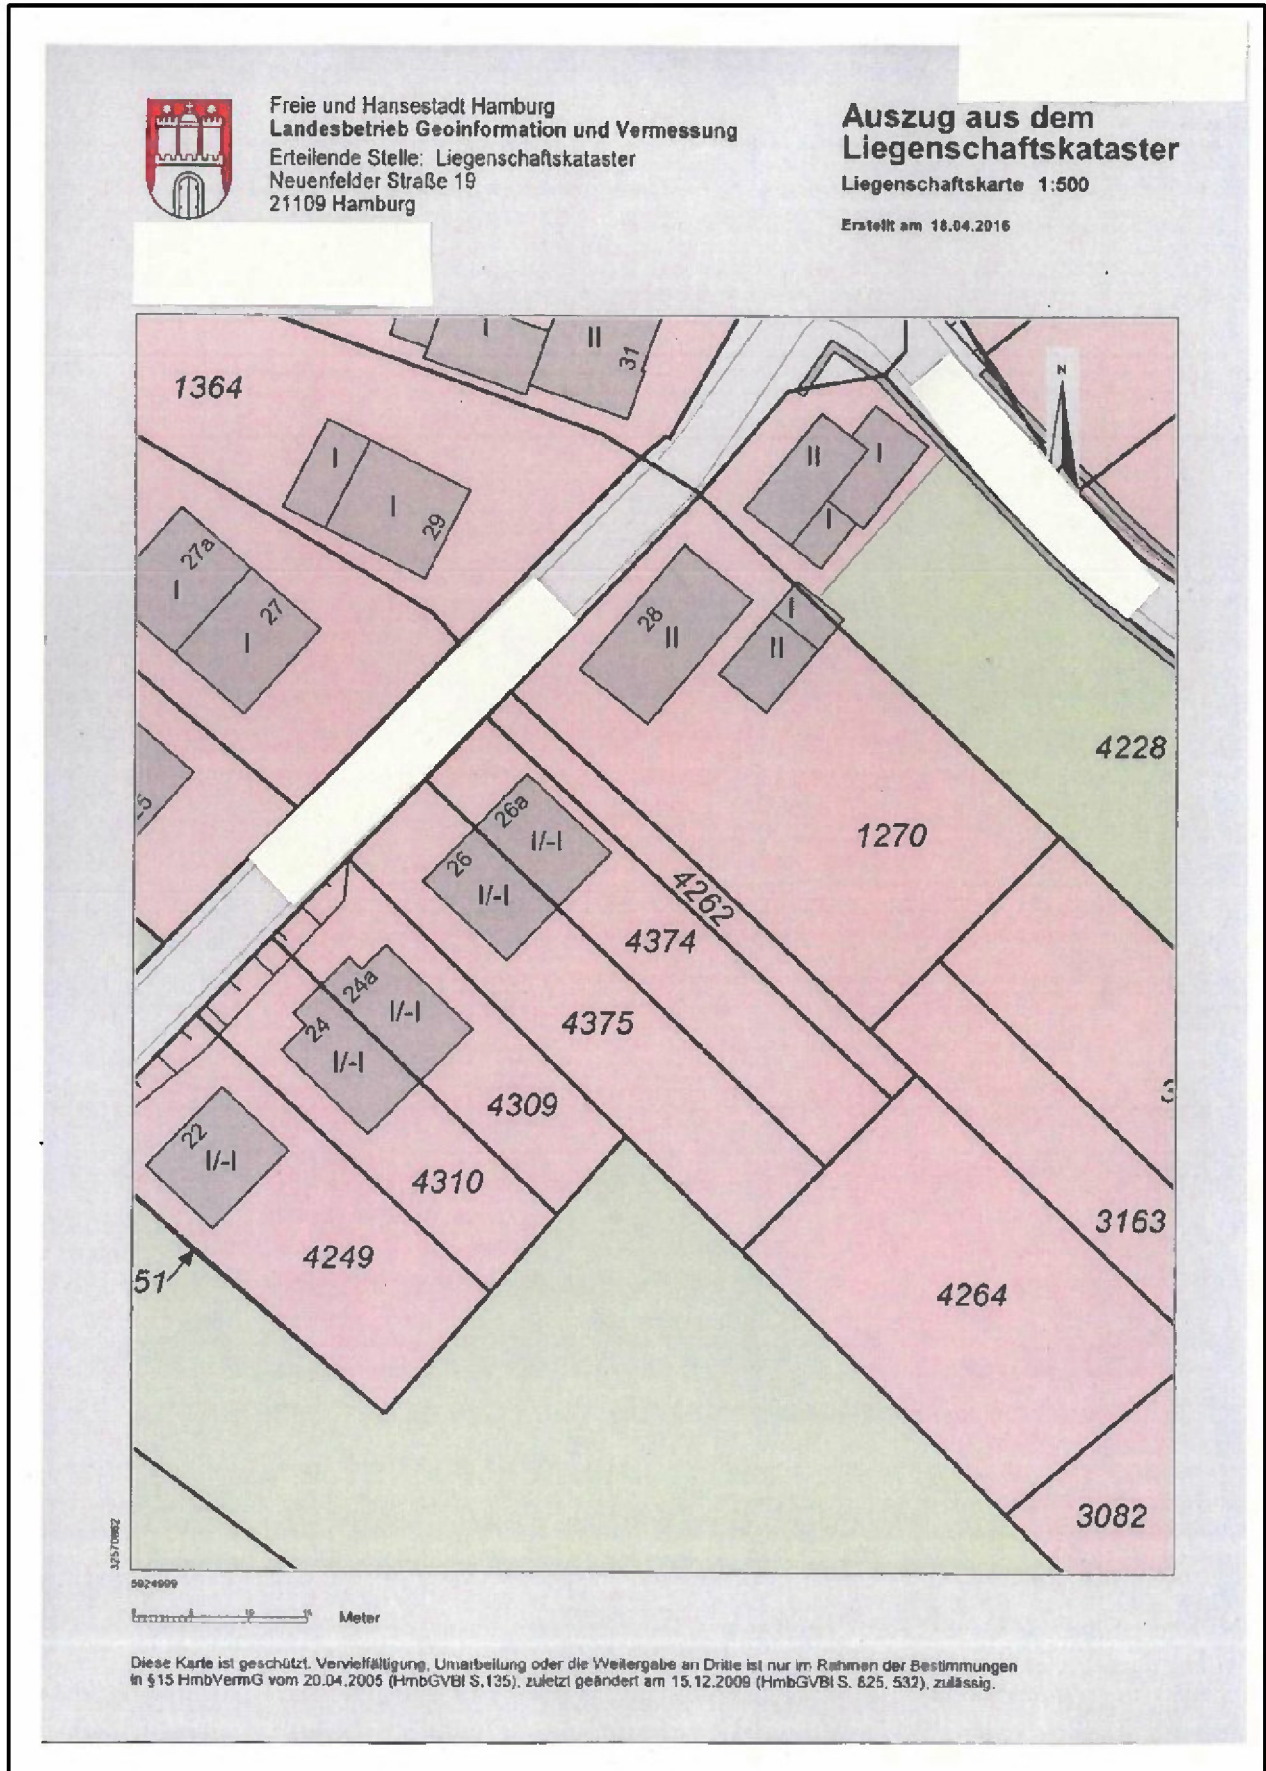 Freie und Hansestadt Hamburg
Landesbetrieb Geoinformation und Vermessung
Erteilende Stelle: Liegenschaftskataster
Neuenfelder Straße 19
21109 Hamburg
Auszug aus dem
Liegenschaftskataster
Liegenschaftskarte 1:500
Erstellt am 18.04.2016
I
II
31
N
1364
I
I
29
II
I
I
27a
I
27
I
28
II
I
II
4228
26a
I/-I
26
I/-I
1270
4262
4374
24a
I/-I
24
I/-I
4375
4309
22
I/-I
4310
3
4249
3163
51
4264
3082
5924909
Meter
Diese Karte ist geschützt. Vervielfältigung, Umarbeitung oder die Weitergabe an Dritte ist nur im Rahmen der Bestimmungen
in §15 HmbVermG vom 20.04.2005 (HmbGVBl S.135), zuletzt geändert am 15.12.2009 (HmbGVBl S. 825, 532), zulässig.